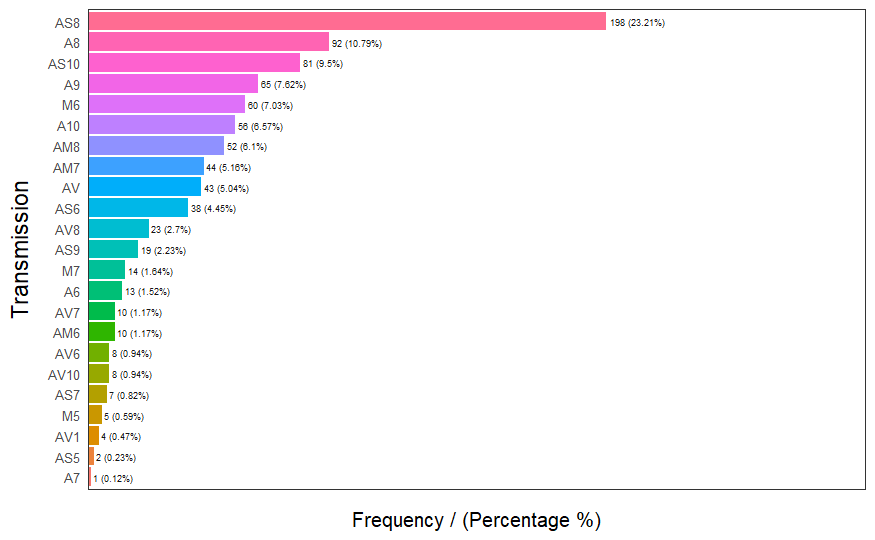 AS8 198 (23.21%)
A8 92 (10.79%)
AS10 81 (9.5%)
A9 65 (7.62%)
M6 60 (7.03%)
A10 56 (6.57%)
AM8 52 (6.1%)
AM7 44 (5.16%)
AV 43 (5.04%)
AS6 38 (4.45%)
AV8 23 (2.7%)
AS9 19 (2.23%)
M7 14 (1.64%)
A6 13 (1.52%)
AV7 10 (1.17%)
AM6 10 (1.17%)
AV6 8 (0.94%)
AV10 8 (0.94%)
AS7 7 (0.82%)
M5 5 (0.59%)
AV1 4 (0.47%)
AS5 2 (0.23%)
A7 1 (0.12%)
Transmission
Frequency / (Percentage %)